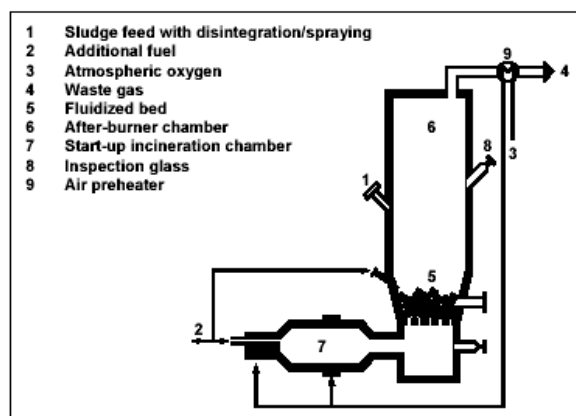 1 Sludge feed with disintegration/spraying
2 Additional fuel
3 Atmospheric oxygen
4 Waste gas
5 Fluidized bed
6 After-burner chamber
7 Start-up incineration chamber
8 Inspection glass
9 Air preheater
9
4
6
8
3
1
5
2
7